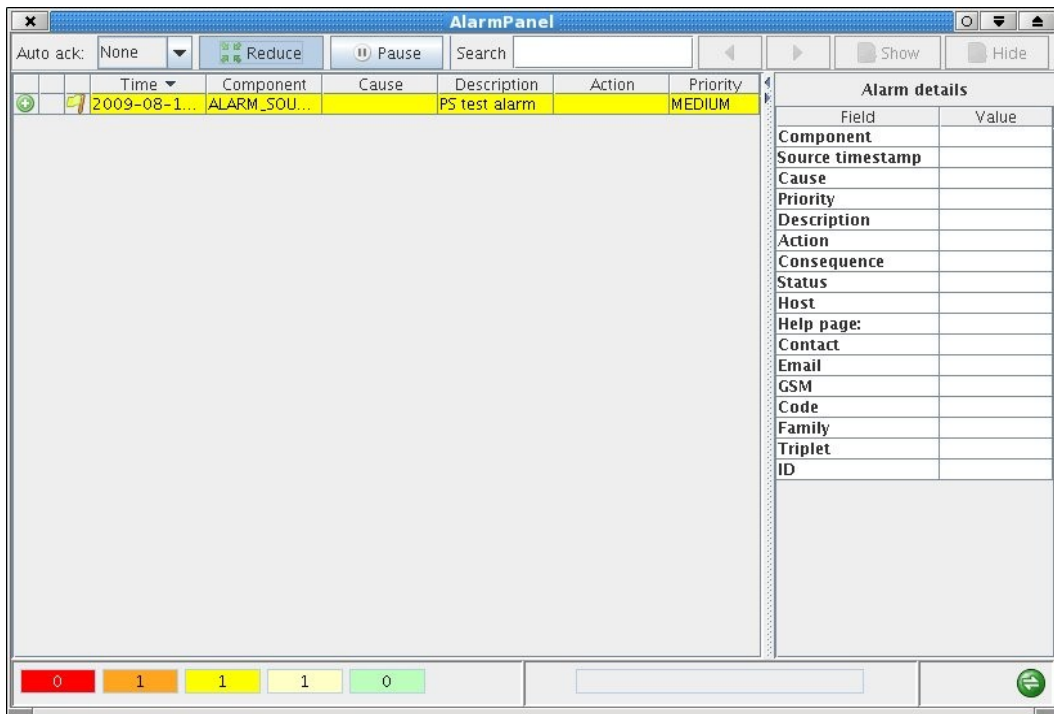 AlarmPanel
Auto ack: None Reduce Pause Search Show Hide
Time Component Cause Description Action Priority
2009-08-1... ALARM_SOU... PS test alarm MEDIUM
Alarm details
Field Value
Component
Source timestamp
Cause
Priority
Description
Action
Consequence
Status
Host
Help page:
Contact
Email
GSM
Code
Family
Triplet
ID
0 1 1 1 0